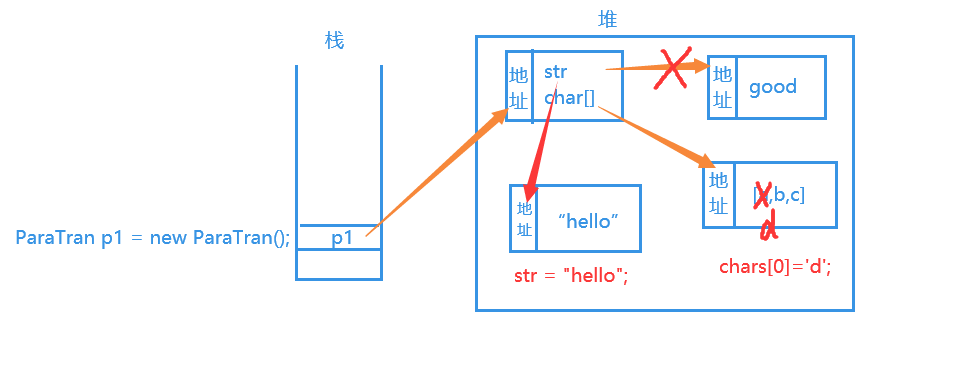 堆
栈
地址
str
char[]
地址
good
地址
[,b,c]
d
地址
“hello”
ParaTran p1 = new ParaTran();
p1
str = "hello";
chars[0]='d';